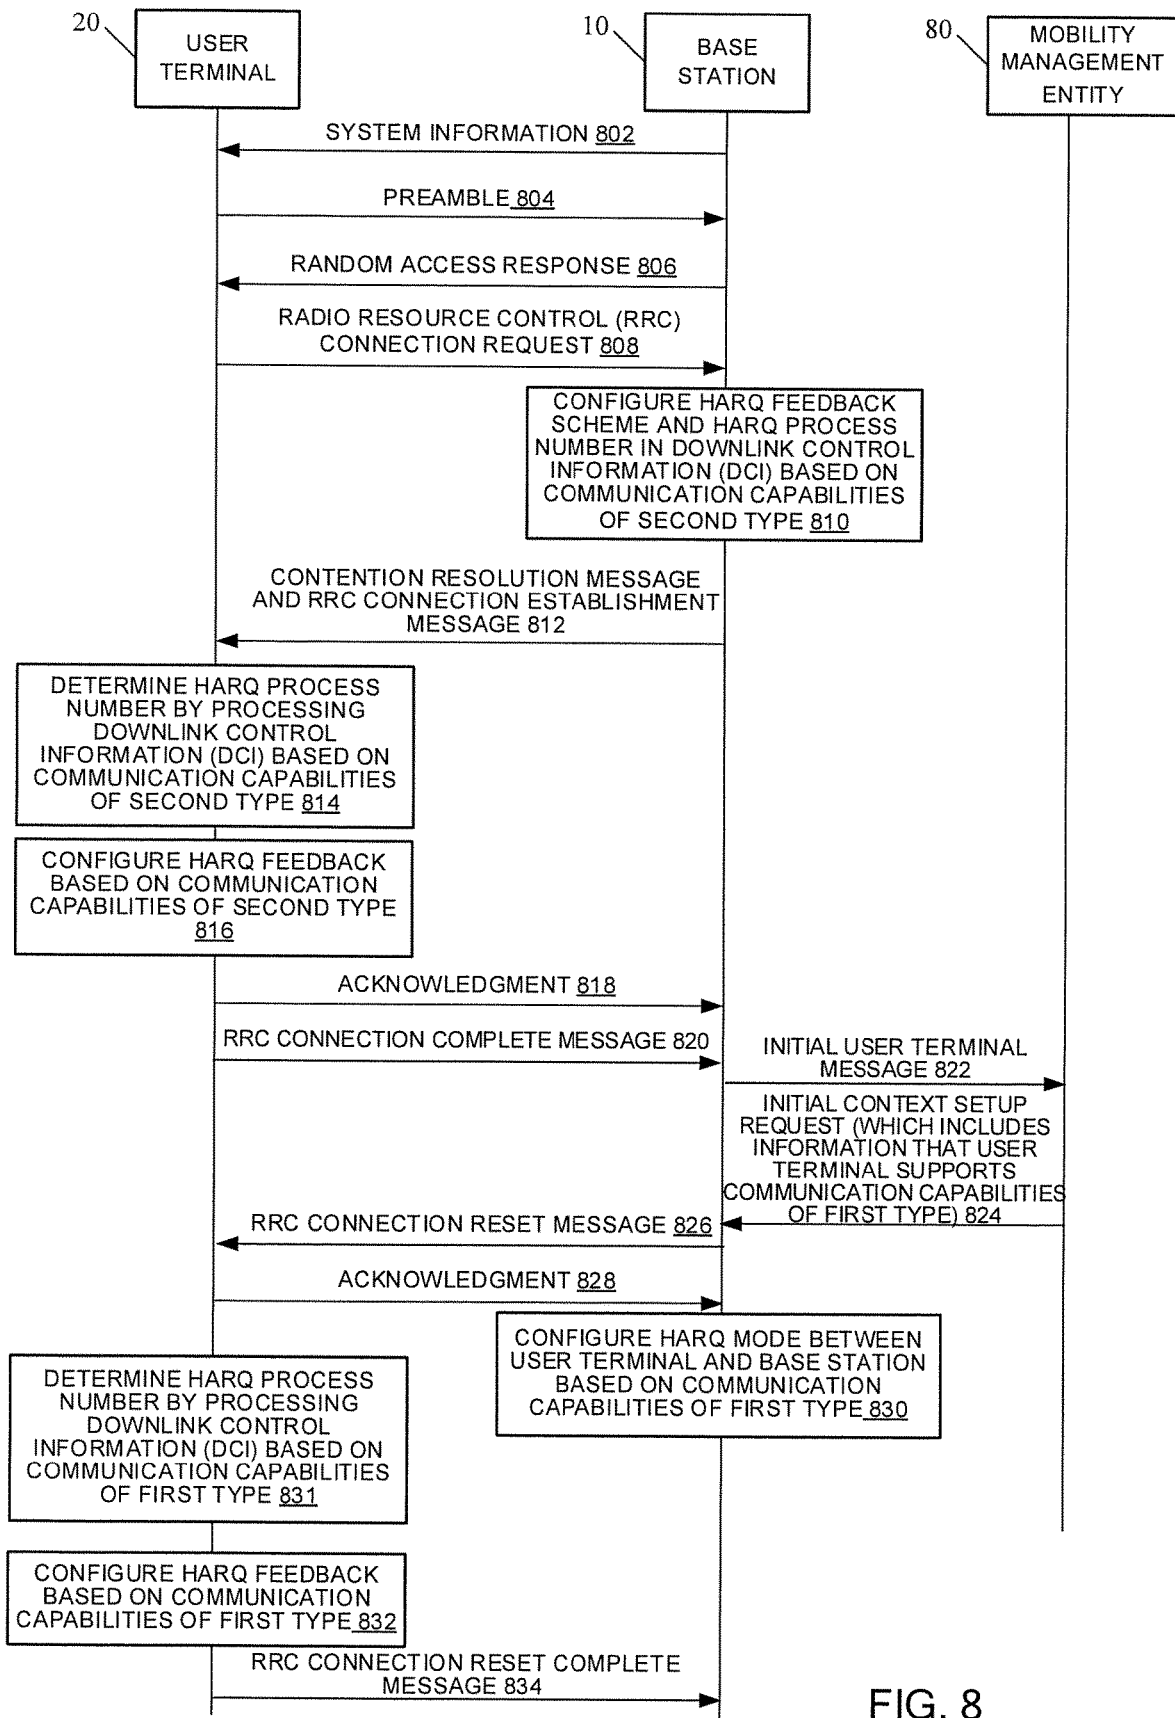 20
USER
TERMINAL
10
BASE
STATION
80
MOBILITY
MANAGEMENT
ENTITY
SYSTEM INFORMATION 802
PREAMBLE 804
RANDOM ACCESS RESPONSE 806
RADIO RESOURCE CONTROL (RRC)
CONNECTION REQUEST 808
CONFIGURE HARQ FEEDBACK
SCHEME AND HARQ PROCESS
NUMBER IN DOWNLINK CONTROL
INFORMATION (DCI) BASED ON
COMMUNICATION CAPABILITIES
OF SECOND TYPE 810
CONTENTION RESOLUTION MESSAGE
AND RRC CONNECTION ESTABLISHMENT
MESSAGE 812
DETERMINE HARQ PROCESS
NUMBER BY PROCESSING
DOWNLINK CONTROL
INFORMATION (DCI) BASED ON
COMMUNICATION CAPABILITIES
OF SECOND TYPE 814
CONFIGURE HARQ FEEDBACK
BASED ON COMMUNICATION
CAPABILITIES OF SECOND TYPE
816
ACKNOWLEDGMENT 818
RRC CONNECTION COMPLETE MESSAGE 820
INITIAL USER TERMINAL
MESSAGE 822
INITIAL CONTEXT SETUP
REQUEST (WHICH INCLUDES
INFORMATION THAT USER
TERMINAL SUPPORTS
COMMUNICATION CAPABILITIES
OF FIRST TYPE) 824
RRC CONNECTION RESET MESSAGE 826
ACKNOWLEDGMENT 828
CONFIGURE HARQ MODE BETWEEN
USER TERMINAL AND BASE STATION
BASED ON COMMUNICATION
CAPABILITIES OF FIRST TYPE 830
DETERMINE HARQ PROCESS
NUMBER BY PROCESSING
DOWNLINK CONTROL
INFORMATION (DCI) BASED ON
COMMUNICATION CAPABILITIES
OF FIRST TYPE 831
CONFIGURE HARQ FEEDBACK
BASED ON COMMUNICATION
CAPABILITIES OF FIRST TYPE 832
RRC CONNECTION RESET COMPLETE
MESSAGE 834
FIG. 8